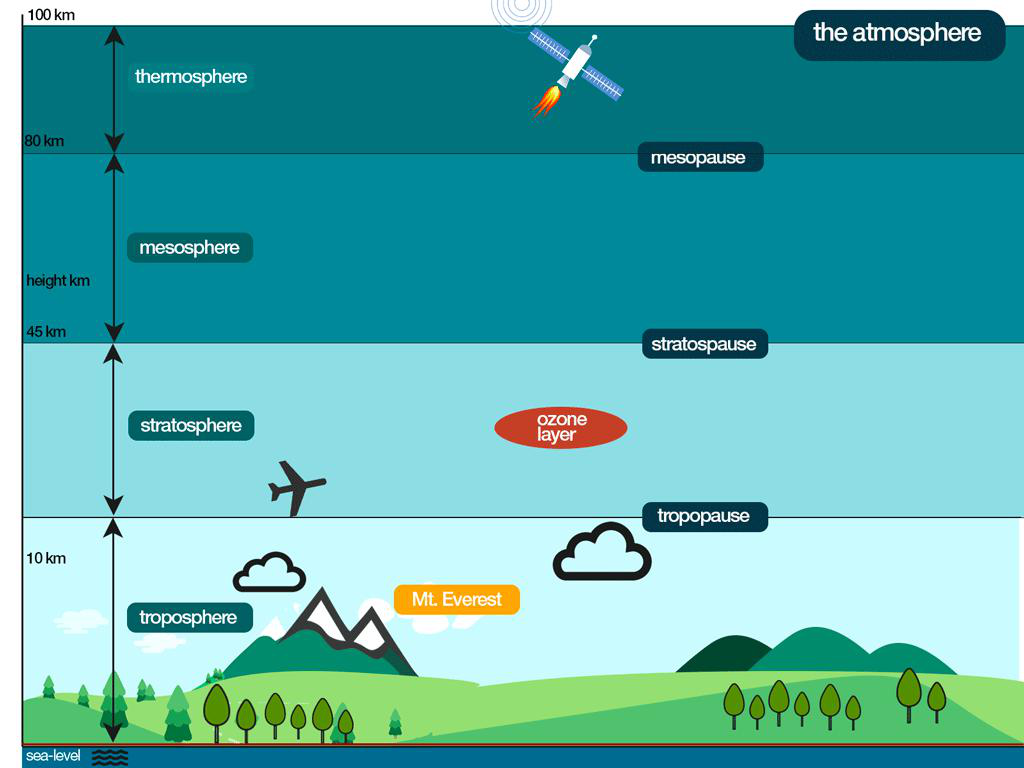 100 km
the atmosphere
thermosphere
80 km
mesopause
mesosphere
height km
45 km
stratospause
stratosphere
ozone
layer
tropopause
10 km
Mt. Everest
troposphere
sea-level